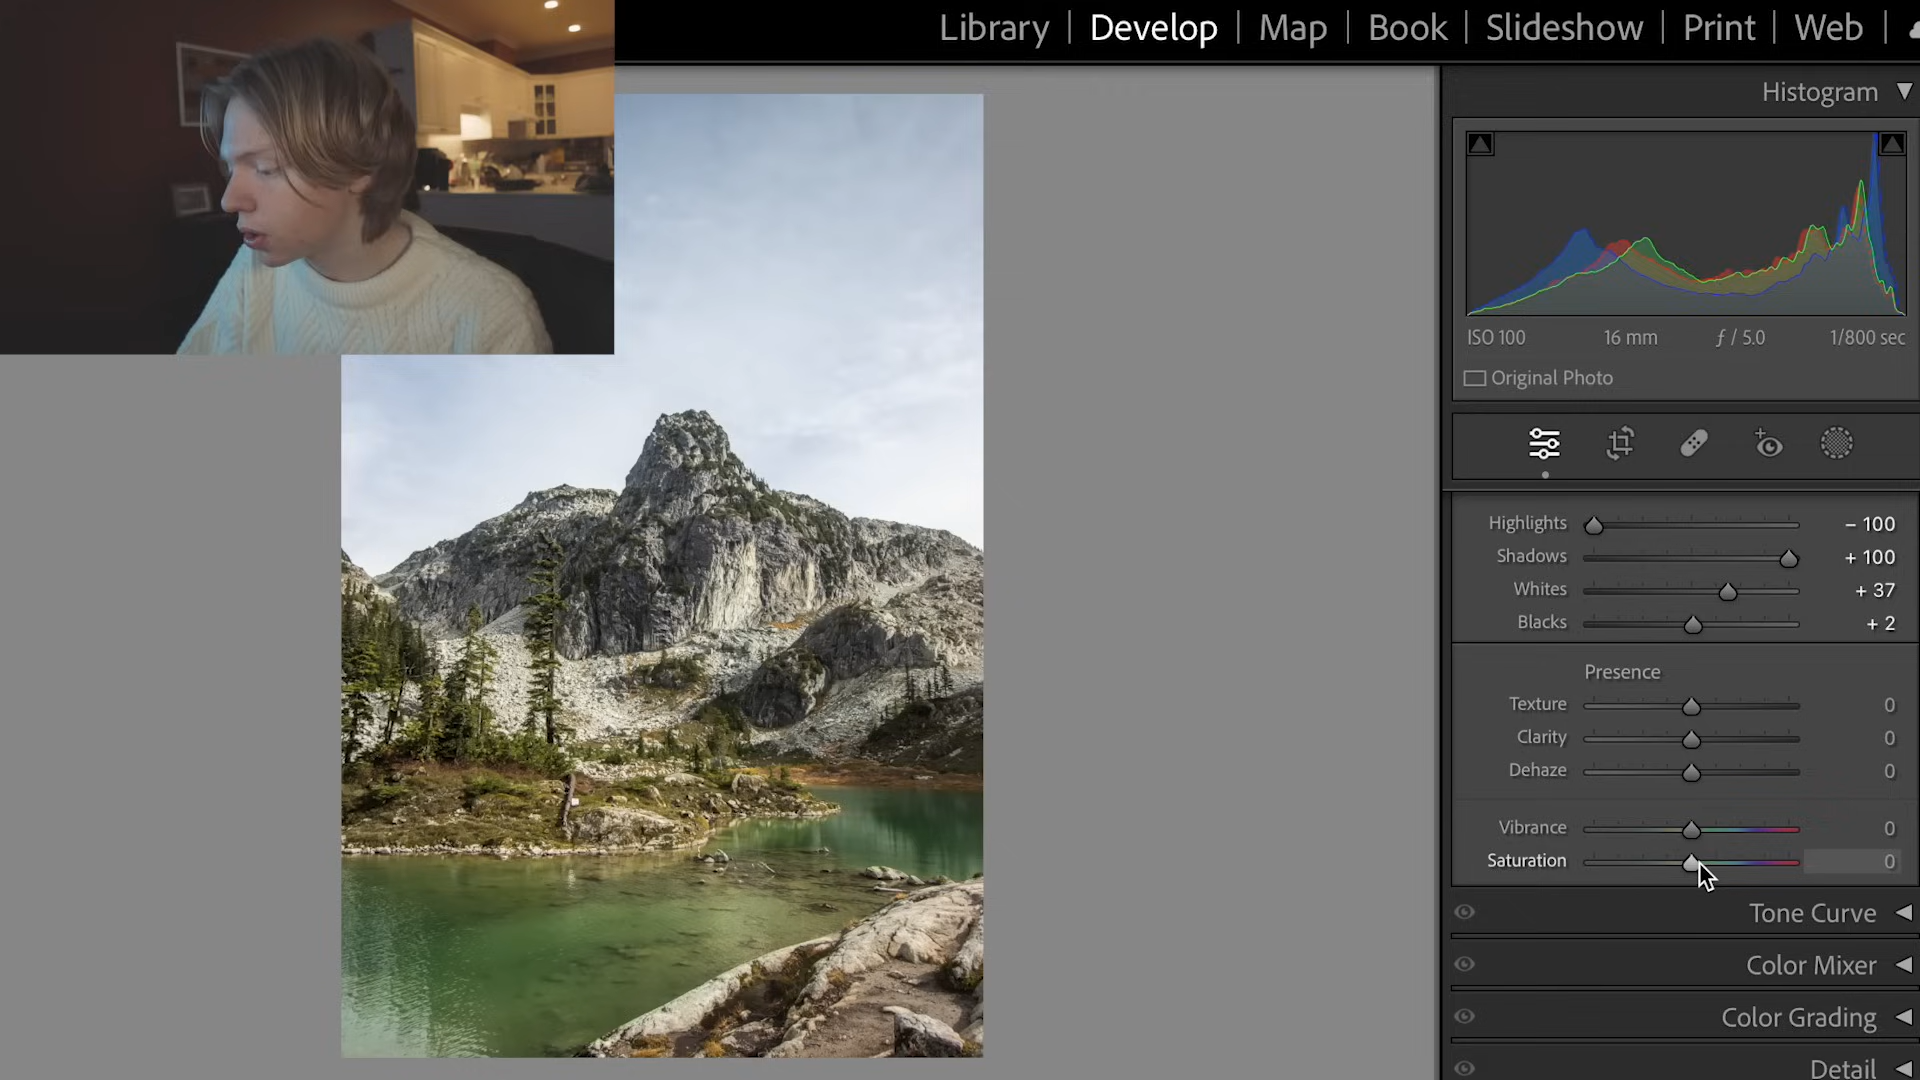 Library | Develop | Map | Book | Slideshow | Print | Web |
Histogram
ISO 100 16 mm ƒ / 5.0 1/800 sec
Original Photo
Highlights − 100
Shadows + 100
Whites + 37
Blacks + 2
Presence
Texture 0
Clarity 0
Dehaze 0
Vibrance 0
Saturation 0
Tone Curve
Color Mixer
Color Grading
Detail